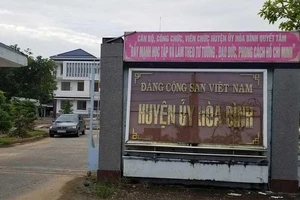 CÁN BỘ, CÔNG CHỨC, VIÊN CHỨC HUYỆN ỦY HÒA BÌNH QUYẾT TÂM
"ĐẨY MẠNH HỌC TẬP VÀ LÀM THEO TƯ TƯỞNG, ĐẠO ĐỨC, PHONG CÁCH HỒ CHÍ MINH"
ĐẢNG CỘNG SẢN VIỆT NAM
HUYỆN ỦY HÒA BÌNH